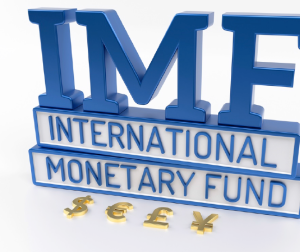 IMF
INTERNATIONAL
MONETARY FUND
$ € £ ¥